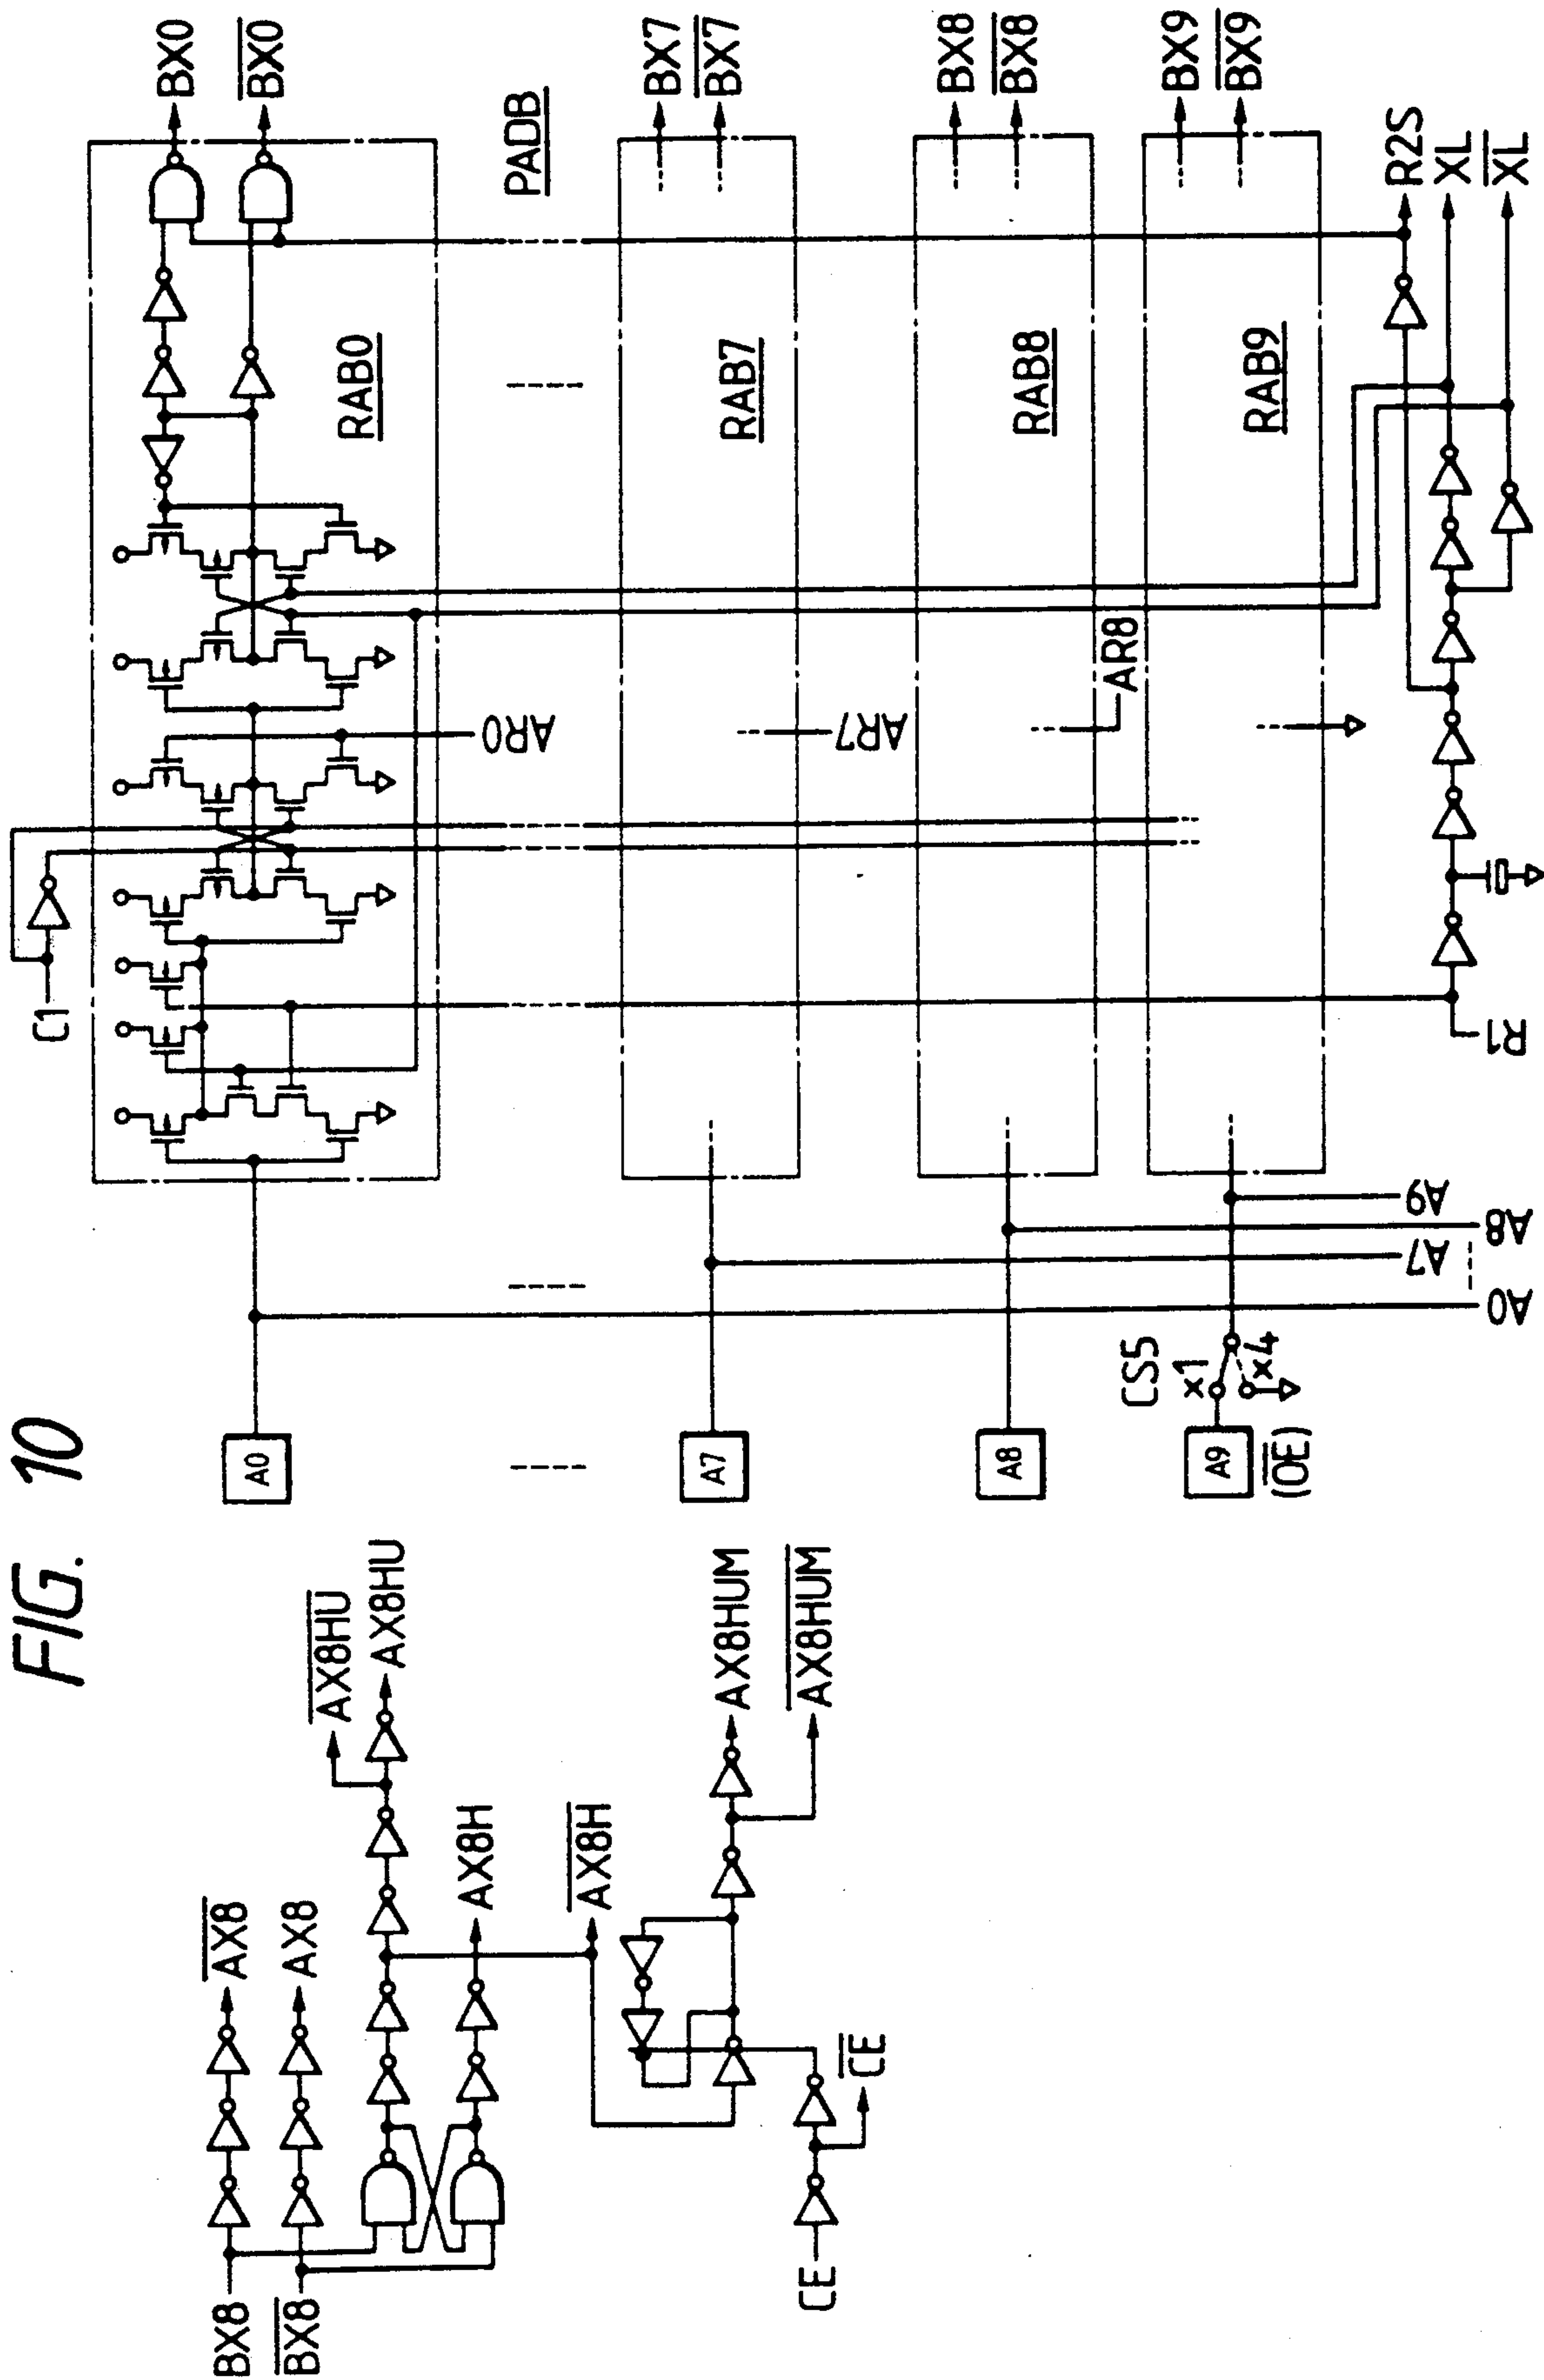 FIG. 10
C1
BX0
BX0
PADB
RAB0
AR0
A0
BX7
BX7
RAB7
AR7
A7
BX8
BX8
RAB8
AR8
A8
BX9
BX9
RAB9
CS5
x1
x4
A9
(OE)
R2S
XL
XL
R1
A9
A8
A7
A0
BX8
BX8
AX8
AX8
AX8HU
AX8HU
AX8H
AX8H
AX8HUM
AX8HUM
CE
CE